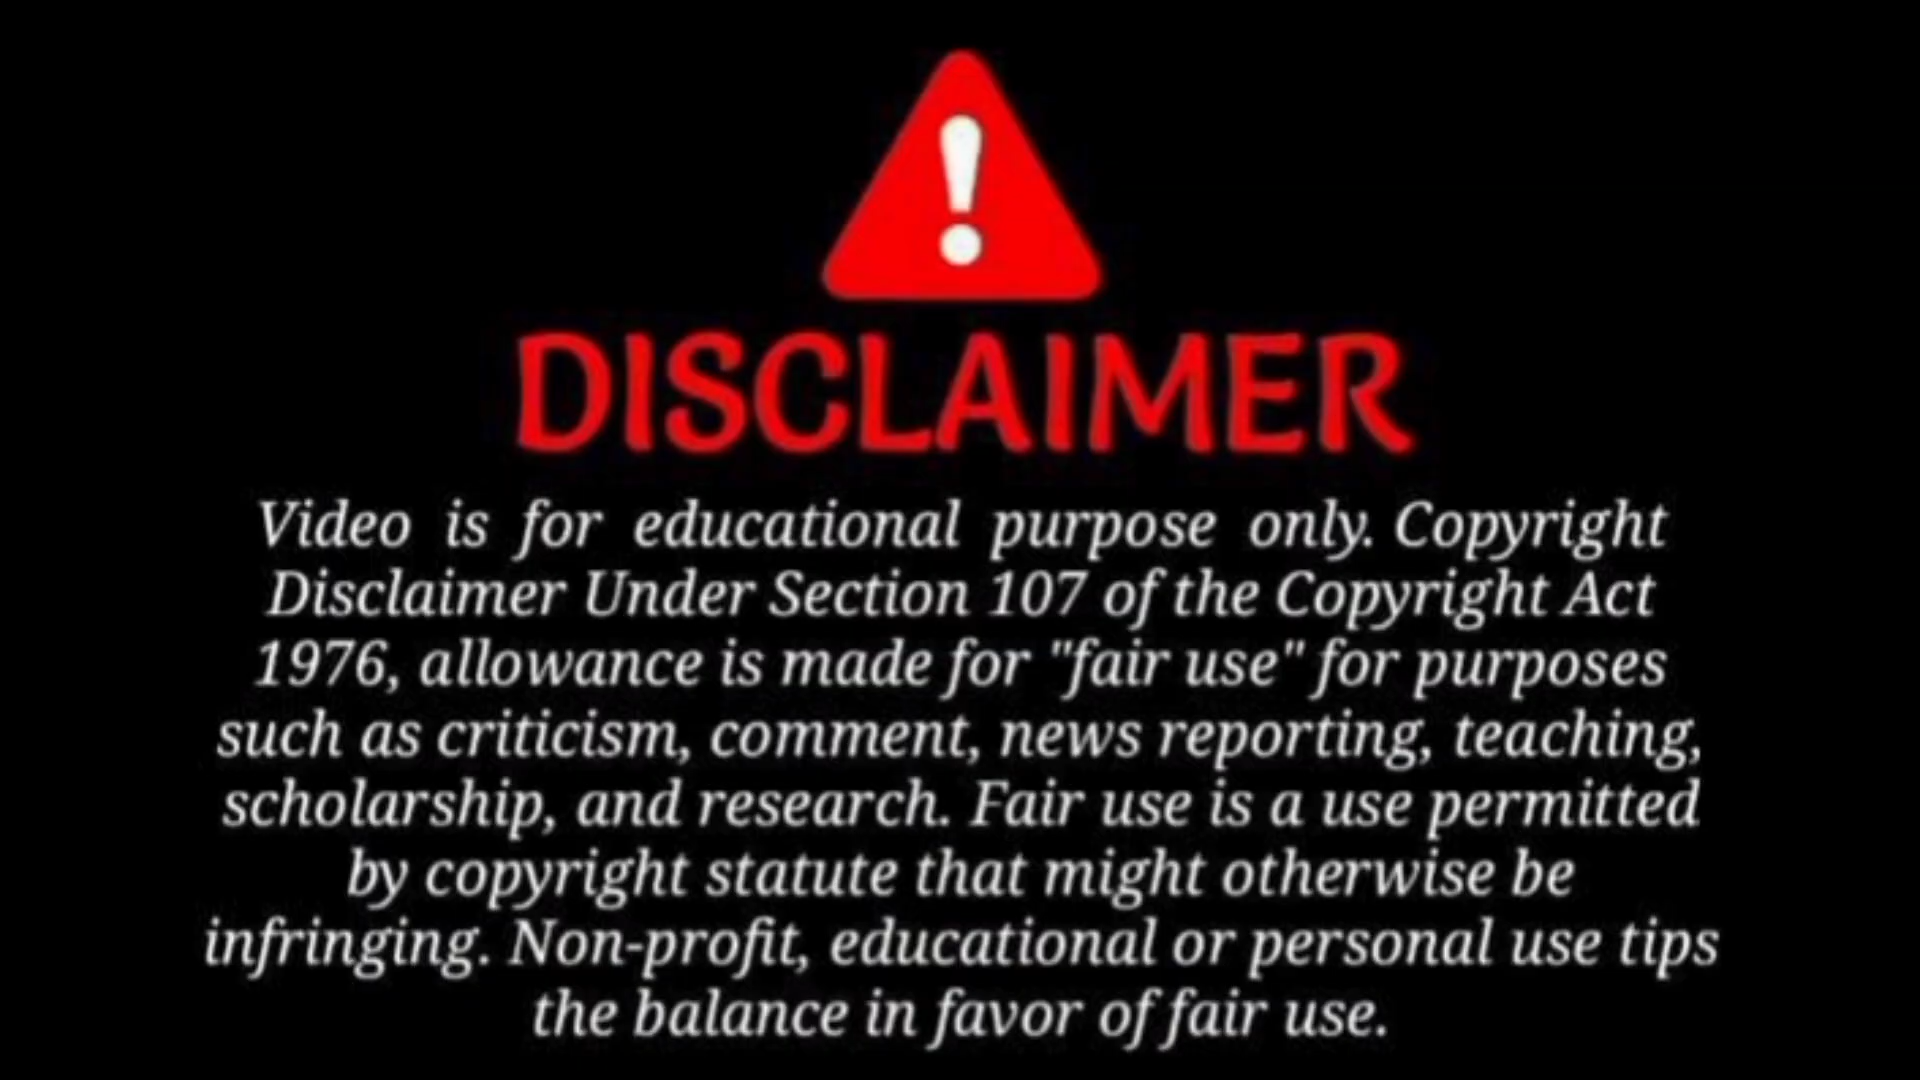 DISCLAIMER
Video is for educational purpose only. Copyright
Disclaimer Under Section 107 of the Copyright Act
1976, allowance is made for "fair use" for purposes
such as criticism, comment, news reporting, teaching,
scholarship, and research. Fair use is a use permitted
by copyright statute that might otherwise be
infringing. Non-profit, educational or personal use tips
the balance in favor of fair use.